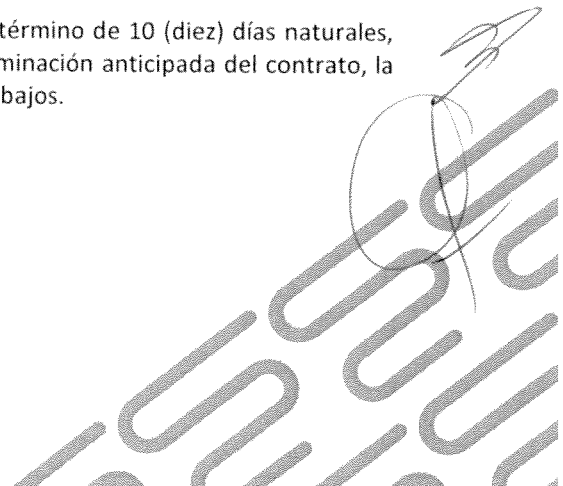 término de 10 (diez) días naturales,
minación anticipada del contrato, la
bajos.